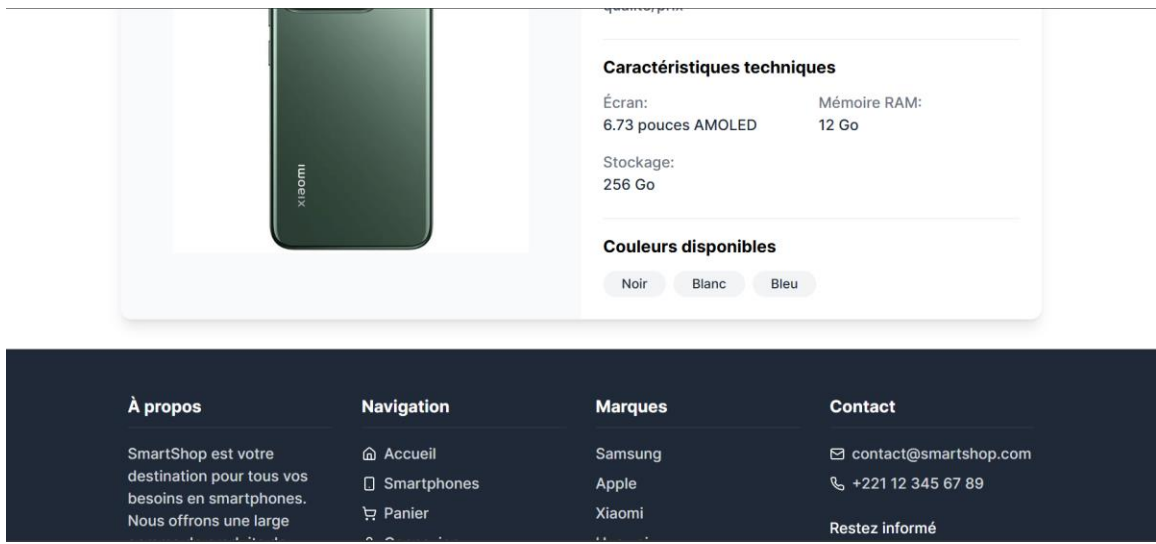 qualité/prix
Caractéristiques techniques
Écran:
6.73 pouces AMOLED
Mémoire RAM:
12 Go
Stockage:
256 Go
xiaomi
Couleurs disponibles
Noir
Blanc
Bleu
À propos
SmartShop est votre
destination pour tous vos
besoins en smartphones.
Nous offrons une large
Navigation
Accueil
Smartphones
Panier
Marques
Samsung
Apple
Xiaomi
Contact
contact@smartshop.com
+221 12 345 67 89
Restez informé